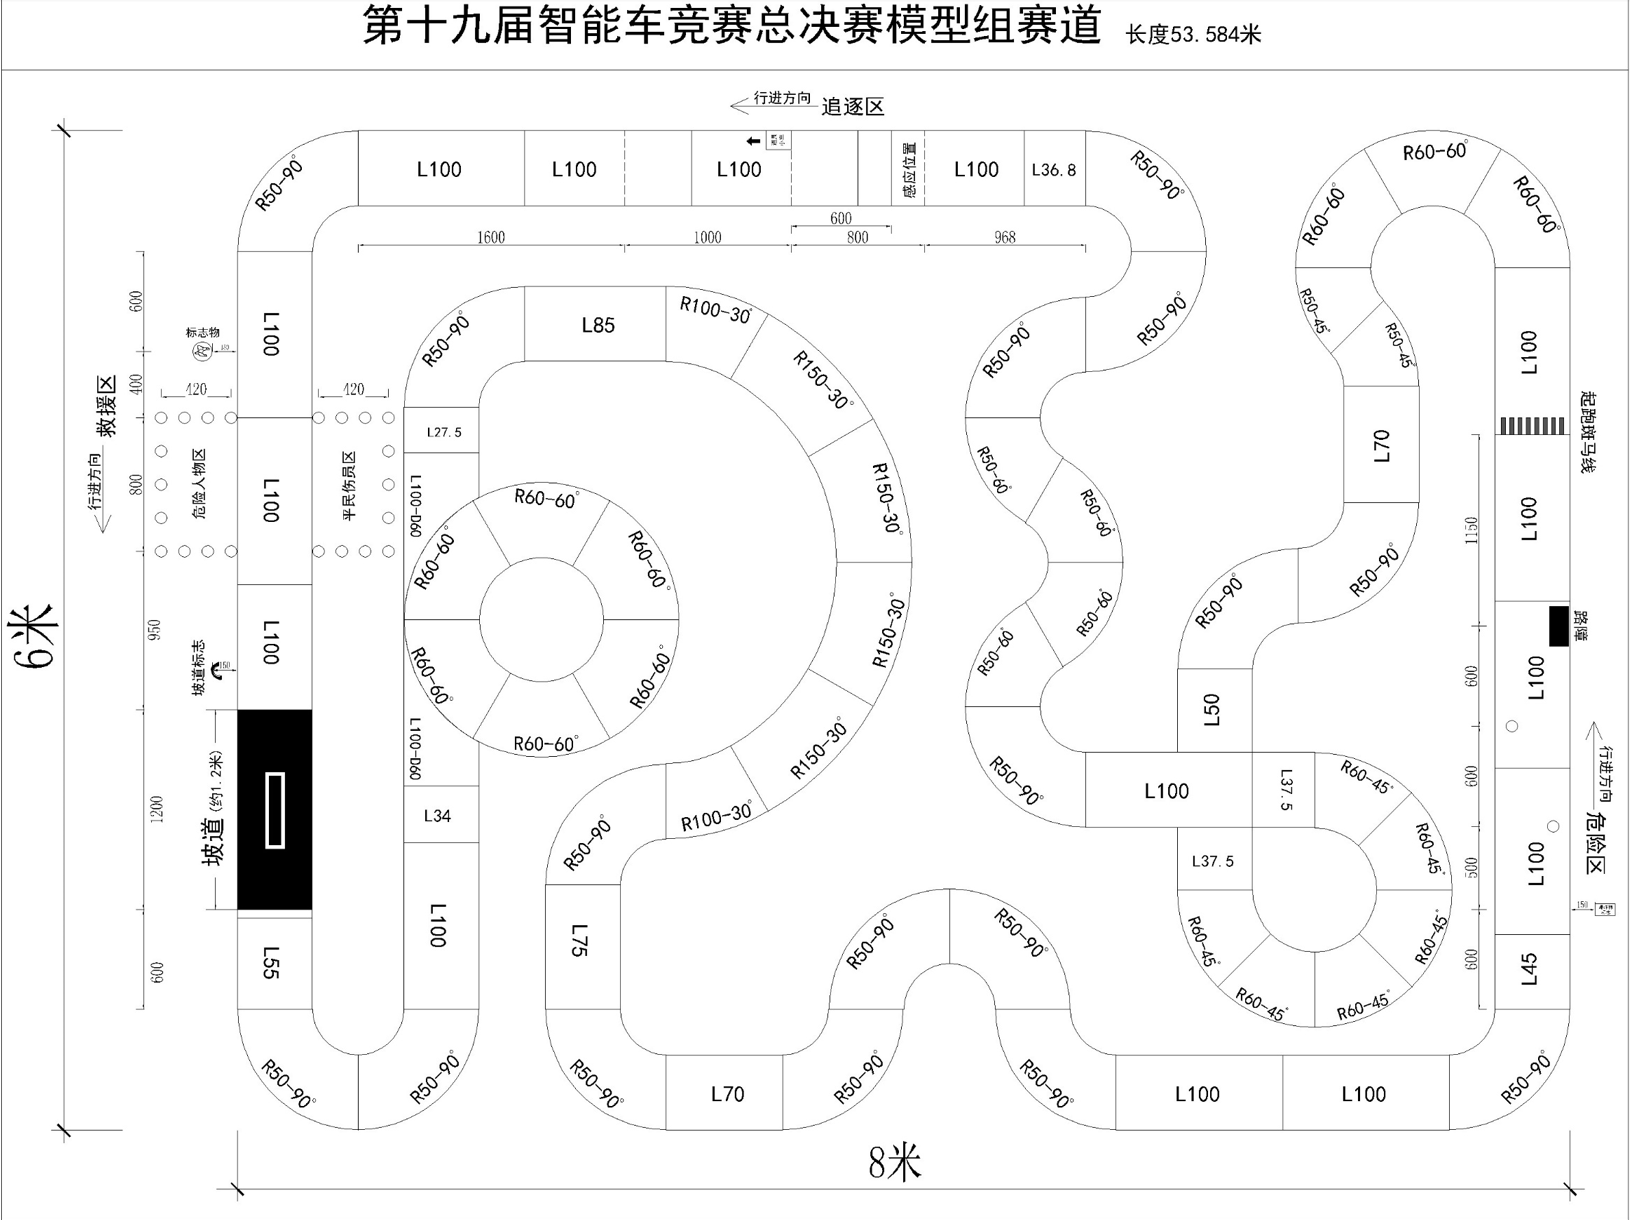 第十九届智能车竞赛总决赛模型组赛道 长度53.584米
行进方向 追逐区
R50-90°
L100
L100
L100
感应位置
L100
L36.8
R50-90°
600
1600
1000
800
968
R60-60°
R60-60°
R60-60°
R50-45°
R50-45°
L100
起跑斑马线
L100
L70
1150
R50-90°
R50-90°
R50-90°
R50-90°
R50-60°
R50-60°
R50-60°
R50-60°
R50-90°
L50
L100
L37.5
R60-45°
R60-45°
R60-45°
R60-45°
R60-45°
R60-45°
L37.5
路障
L100
L100
L45
600
600
500
600
150
行进方向
危险区
6米
600
400
800
950
1200
600
救援区
行进方向
标志物
420
420
危险人物区
平民伤员区
L100
L100
L100
坡道标志
坡道(约1.2米)
L55
R50-90°
L85
R100-30°
R150-30°
R150-30°
R150-30°
R150-30°
R100-30°
L27.5
L100-D60
R60-60°
R60-60°
R60-60°
R60-60°
R60-60°
R60-60°
L100-D60
L34
L100
R50-90°
L75
R50-90°
R50-90°
R50-90°
R50-90°
R50-90°
L70
R50-90°
R50-90°
L100
L100
R50-90°
8米